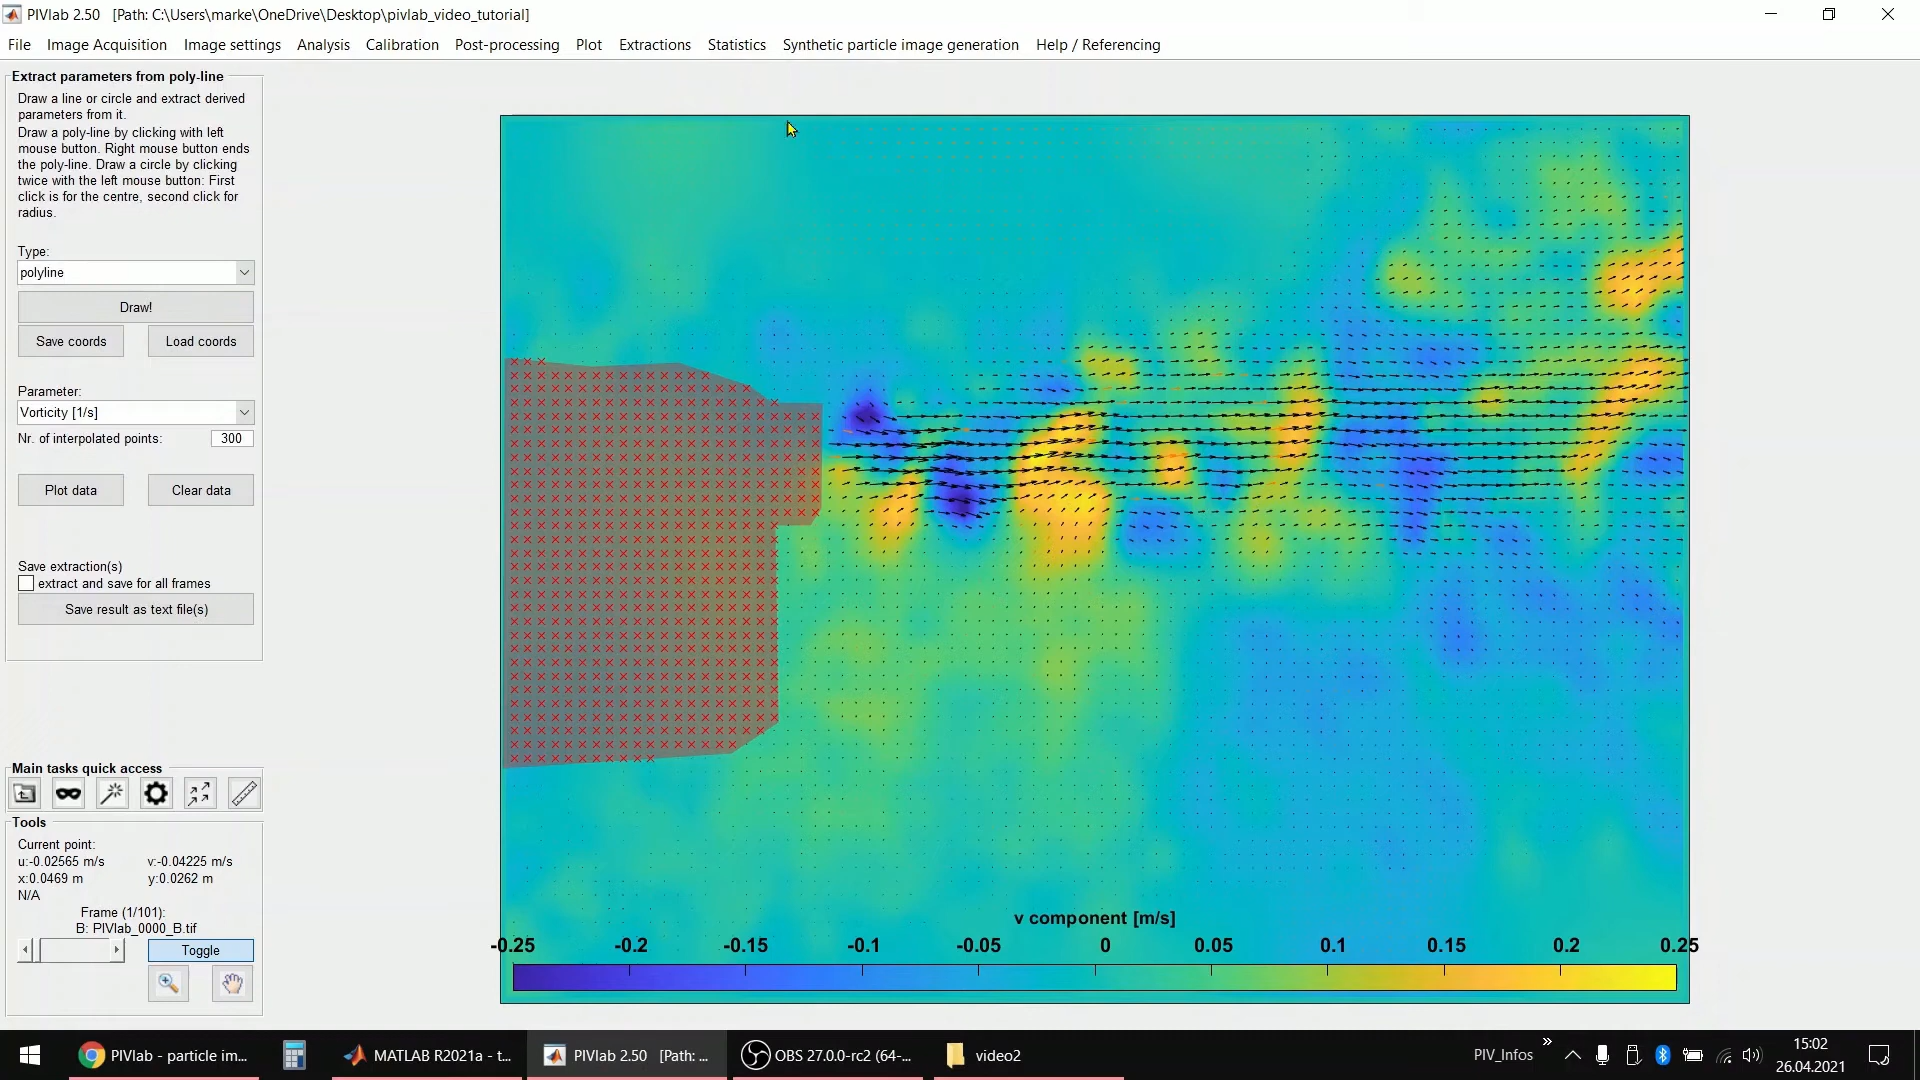 PIVlab 2.50   [Path: C:\Users\marke\OneDrive\Desktop\pivlab_video_tutorial]
File Image Acquisition Image settings Analysis Calibration Post-processing Plot Extractions Statistics Synthetic particle image generation Help / Referencing
Extract parameters from poly-line
Draw a line or circle and extract derived
parameters from it.
Draw a poly-line by clicking with left
mouse button. Right mouse button ends
the poly-line. Draw a circle by clicking
twice with the left mouse button: First
click is for the centre, second click for
radius.
Type:
polyline
Draw!
Save coords Load coords
Parameter:
Vorticity [1/s]
Nr. of interpolated points: 300
Plot data Clear data
Save extraction(s)
extract and save for all frames
Save result as text file(s)
Main tasks quick access
Tools
Current point:
u:-0.02565 m/s v:-0.04225 m/s
x:0.0469 m y:0.0262 m
N/A
Frame (1/101):
B: PIVlab_0000_B.tif
Toggle
v component [m/s]
-0.25 -0.2 -0.15 -0.1 -0.05 0 0.05 0.1 0.15 0.2 0.25
PIVlab - particle im... MATLAB R2021a - t... PIVlab 2.50   [Path: ... OBS 27.0.0-rc2 (64-... video2 PIV_Infos 15:02
26.04.2021